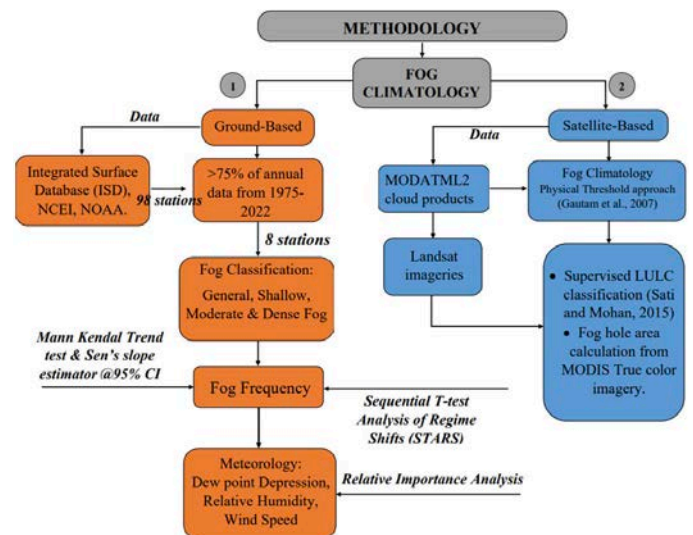 METHODOLOGY
FOG
CLIMATOLOGY
1
2
Data
Ground-Based
Integrated Surface
Database (ISD),
NCEI, NOAA.
98 stations
>75% of annual
data from 1975-
2022
8 stations
Fog Classification:
General, Shallow,
Moderate & Dense Fog
Mann Kendal Trend
test & Sen's slope
estimator @95% CI
Fog Frequency
Sequential T-test
Analysis of Regime
Shifts (STARS)
Meteorology:
Dew point Depression,
Relative Humidity,
Wind Speed
Relative Importance Analysis
Satellite-Based
Data
MODATML2
cloud products
Fog Climatology
Physical Threshold approach
(Gautam et al., 2007)
Landsat
imageries
• Supervised LULC
classification (Sati
and Mohan, 2015)
• Fog hole area
calculation from
MODIS True color
imagery.